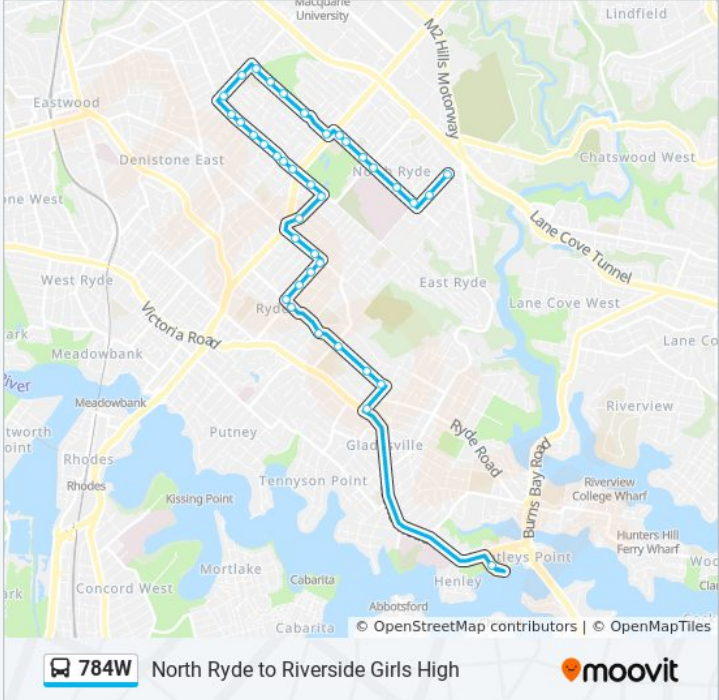 Macquarie
University
Lindfield
M2 Hills Motorway
Eastwood
Denistone East
Chatswood West
North Ryde
Lane Cove Tunnel
West Ryde
East Ryde
Lane Cove West
Victoria Road
Ryde
Meadowbank
Lane Co
River
Meadowbank
Riverview
Putney
Gladesville
Ryde Road
Burns Bay Road
Rhodes
Rhodes
Tennyson Point
Kissing Point
Riverview
College Wharf
Hunters Hill
Ferry Wharf
tleys Point
Mortlake
Cabarita
Henley
Concord West
Abbotsford
Cabarita
© OpenStreetMap contributors | © OpenMapTiles
784W
North Ryde to Riverside Girls High
moovit